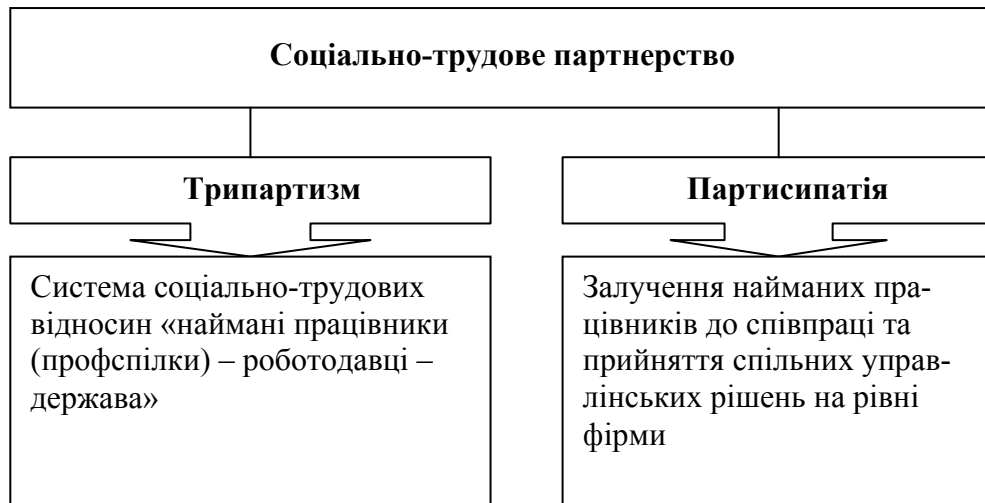 Соціально-трудове партнерство
Трипартизм
Партисипатія
Система соціально-трудових
відносин «наймані працівники
(профспілки) – роботодавці –
держава»
Залучення найманих пра-
цівників до співпраці та
прийняття спільних управ-
лінських рішень на рівні
фірми